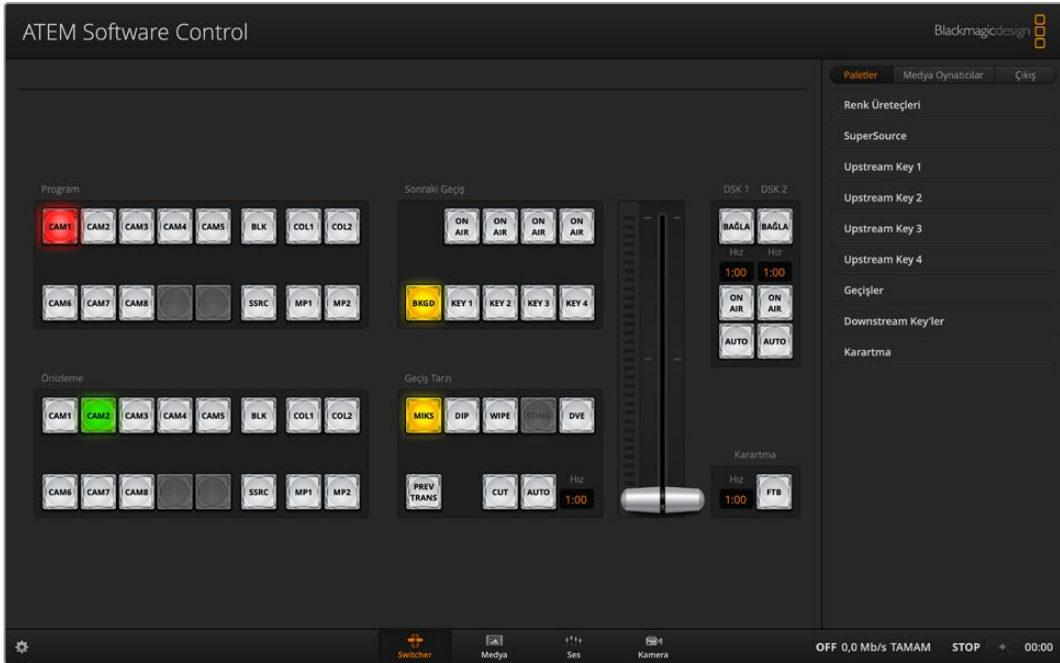 ATEM Software Control
Blackmagicdesign
Paletler Medya Oynatıcılar Çıkış
Renk Üreteçleri
SuperSource
Upstream Key 1
Upstream Key 2
Upstream Key 3
Upstream Key 4
Geçişler
Downstream Key'ler
Karartma
Program
CAM1 CAM2 CAM3 CAM4 CAM5 BLK COL1 COL2
CAM6 CAM7 CAM8 SSRC MP1 MP2
Sonraki Geçiş
ON AIR ON AIR ON AIR ON AIR
BKGD KEY 1 KEY 2 KEY 3 KEY 4
DSK 1 DSK 2
BAĞLA BAĞLA
Hız Hız
1:00 1:00
ON AIR ON AIR
AUTO AUTO
Önizleme
CAM1 CAM2 CAM3 CAM4 CAM5 BLK COL1 COL2
CAM6 CAM7 CAM8 SSRC MP1 MP2
Geçiş Tarzı
MIKS DIP WIPE STING DVE
PREV TRANS CUT AUTO
Hız
1:00
Karartma
Hız
1:00 FTB
Switcher Medya Ses Kamera
OFF 0,0 Mb/s TAMAM STOP 00:00